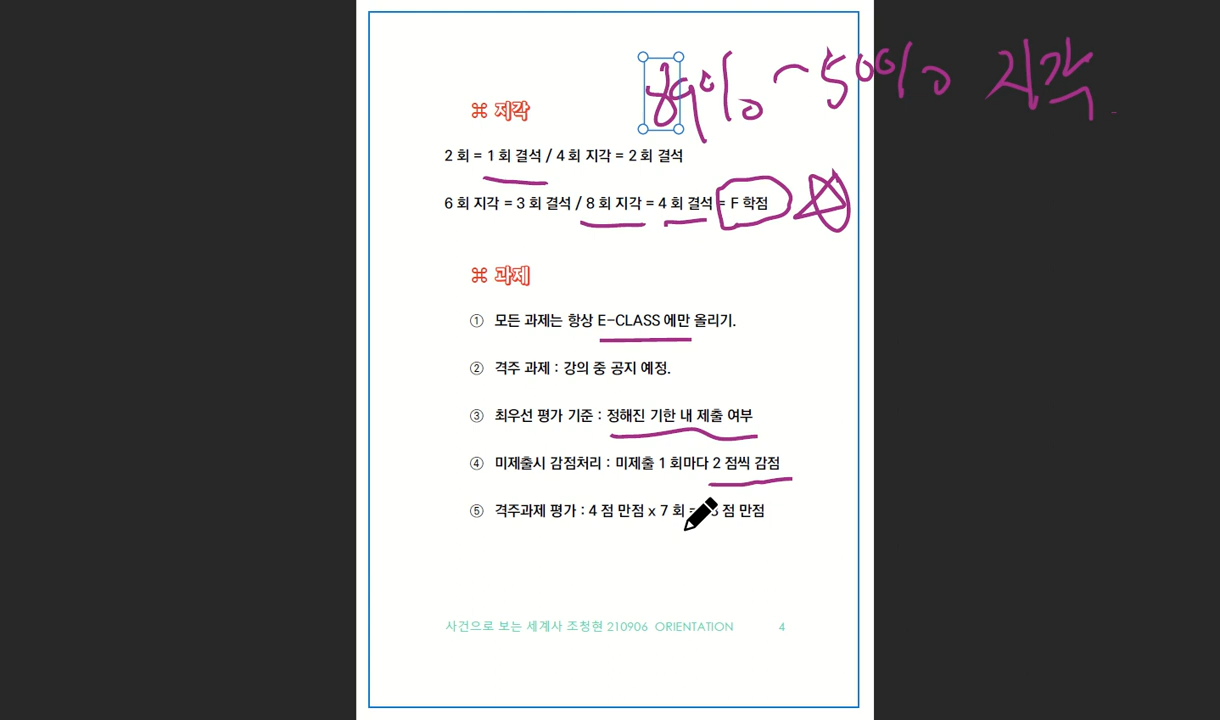 89% ~50% 지각
⌘ 지각
2 회 = 1 회 결석 / 4 회 지각 = 2 회 결석
6 회 지각 = 3 회 결석 / 8 회 지각 = 4 회 결석 = F 학점
⌘ 과제
① 모든 과제는 항상 E-CLASS 에만 올리기.
② 격주 과제 : 강의 중 공지 예정.
③ 최우선 평가 기준 : 정해진 기한 내 제출 여부
④ 미제출시 감점처리 : 미제출 1 회마다 2 점씩 감점
⑤ 격주과제 평가 : 4 점 만점 x 7 회 = 점 만점
사건으로 보는 세계사 조청현 210906 ORIENTATION 4